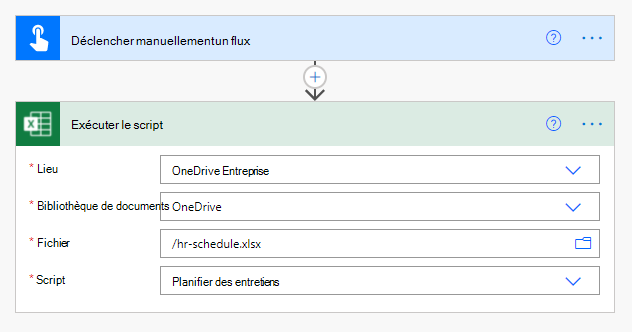 Déclencher manuellementun flux
Exécuter le script
* Lieu OneDrive Entreprise
* Bibliothèque de documents OneDrive
* Fichier /hr-schedule.xlsx
* Script Planifier des entretiens